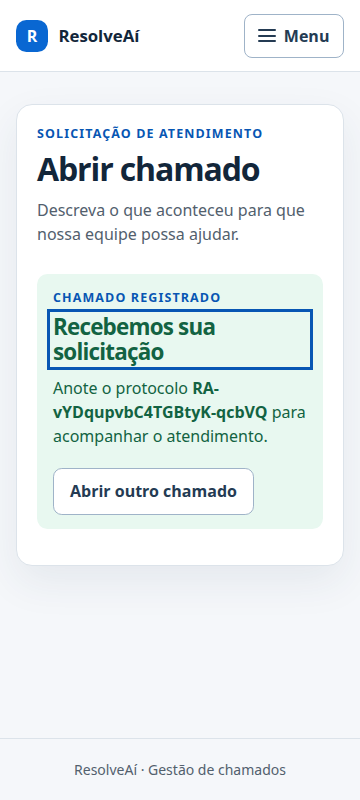 R ResolveAí Menu
SOLICITAÇÃO DE ATENDIMENTO
Abrir chamado
Descreva o que aconteceu para que
nossa equipe possa ajudar.
CHAMADO REGISTRADO
Recebemos sua
solicitação
Anote o protocolo RA-
vYDqupvbC4TGBtyK-qcbVQ para
acompanhar o atendimento.
Abrir outro chamado
ResolveAí · Gestão de chamados